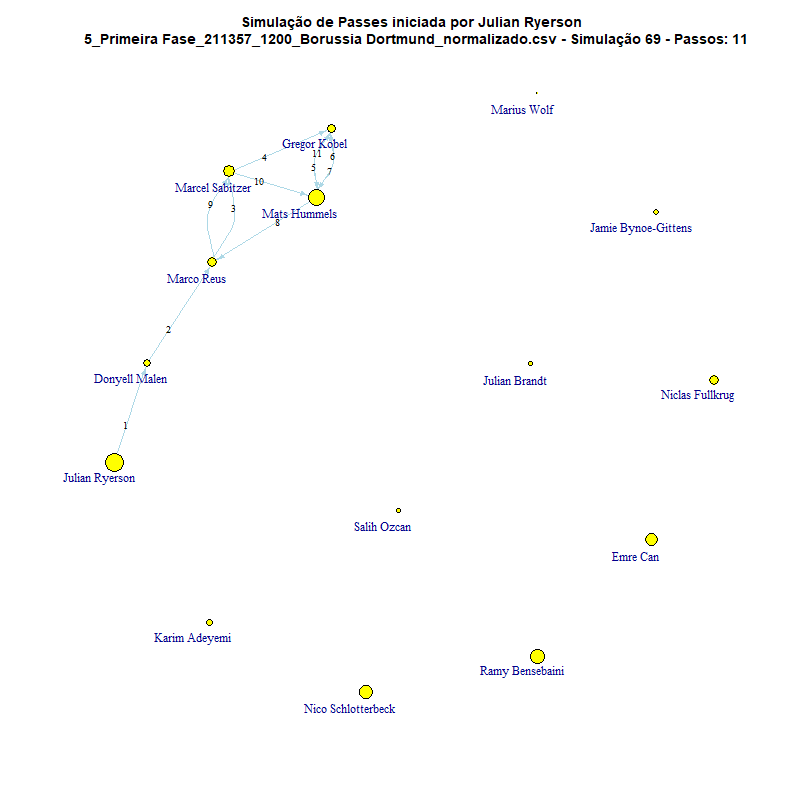 Simulação de Passes iniciada por Julian Ryerson
5_Primeira Fase_211357_1200_Borussia Dortmund_normalizado.csv - Simulação 69 - Passos: 11
Marius Wolf
Gregor Kobel
11
6
4
5
7
10
Marcel Sabitzer
9
3
Mats Hummels
8
Jamie Bynoe-Gittens
Marco Reus
2
Donyell Malen
Julian Brandt
Niclas Fullkrug
1
Julian Ryerson
Salih Ozcan
Emre Can
Karim Adeyemi
Ramy Bensebaini
Nico Schlotterbeck